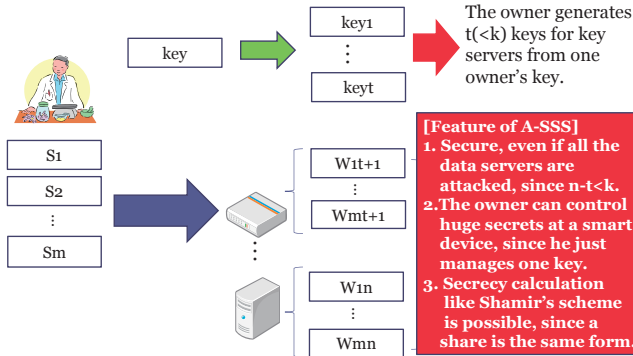 key
key1
⋮
keyt
The owner generates
t(<k) keys for key
servers from one
owner's key.
S1
S2
⋮
Sm
W1t+1
⋮
Wmt+1
⋮
W1n
⋮
Wmn
[Feature of A-SSS]
1. Secure, even if all the
data servers are
attacked, since n-t<k.
2.The owner can control
huge secrets at a smart
device, since he just
manages one key.
3. Secrecy calculation
like Shamir's scheme
is possible, since a
share is the same form.